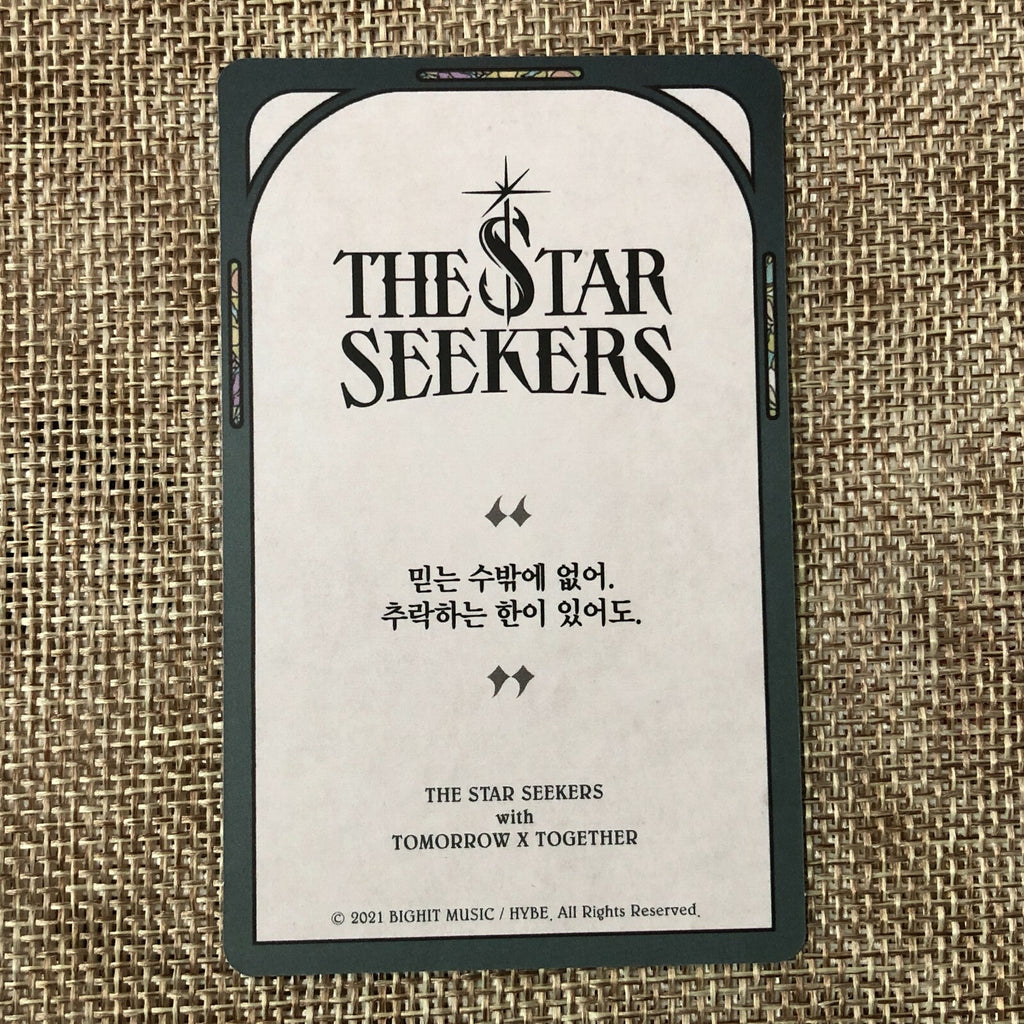 THE STAR
SEEKERS
“
믿는 수밖에 없어.
추락하는 한이 있어도.
”
THE STAR SEEKERS
with
TOMORROW X TOGETHER
© 2021 BIGHIT MUSIC / HYBE. All Rights Reserved.